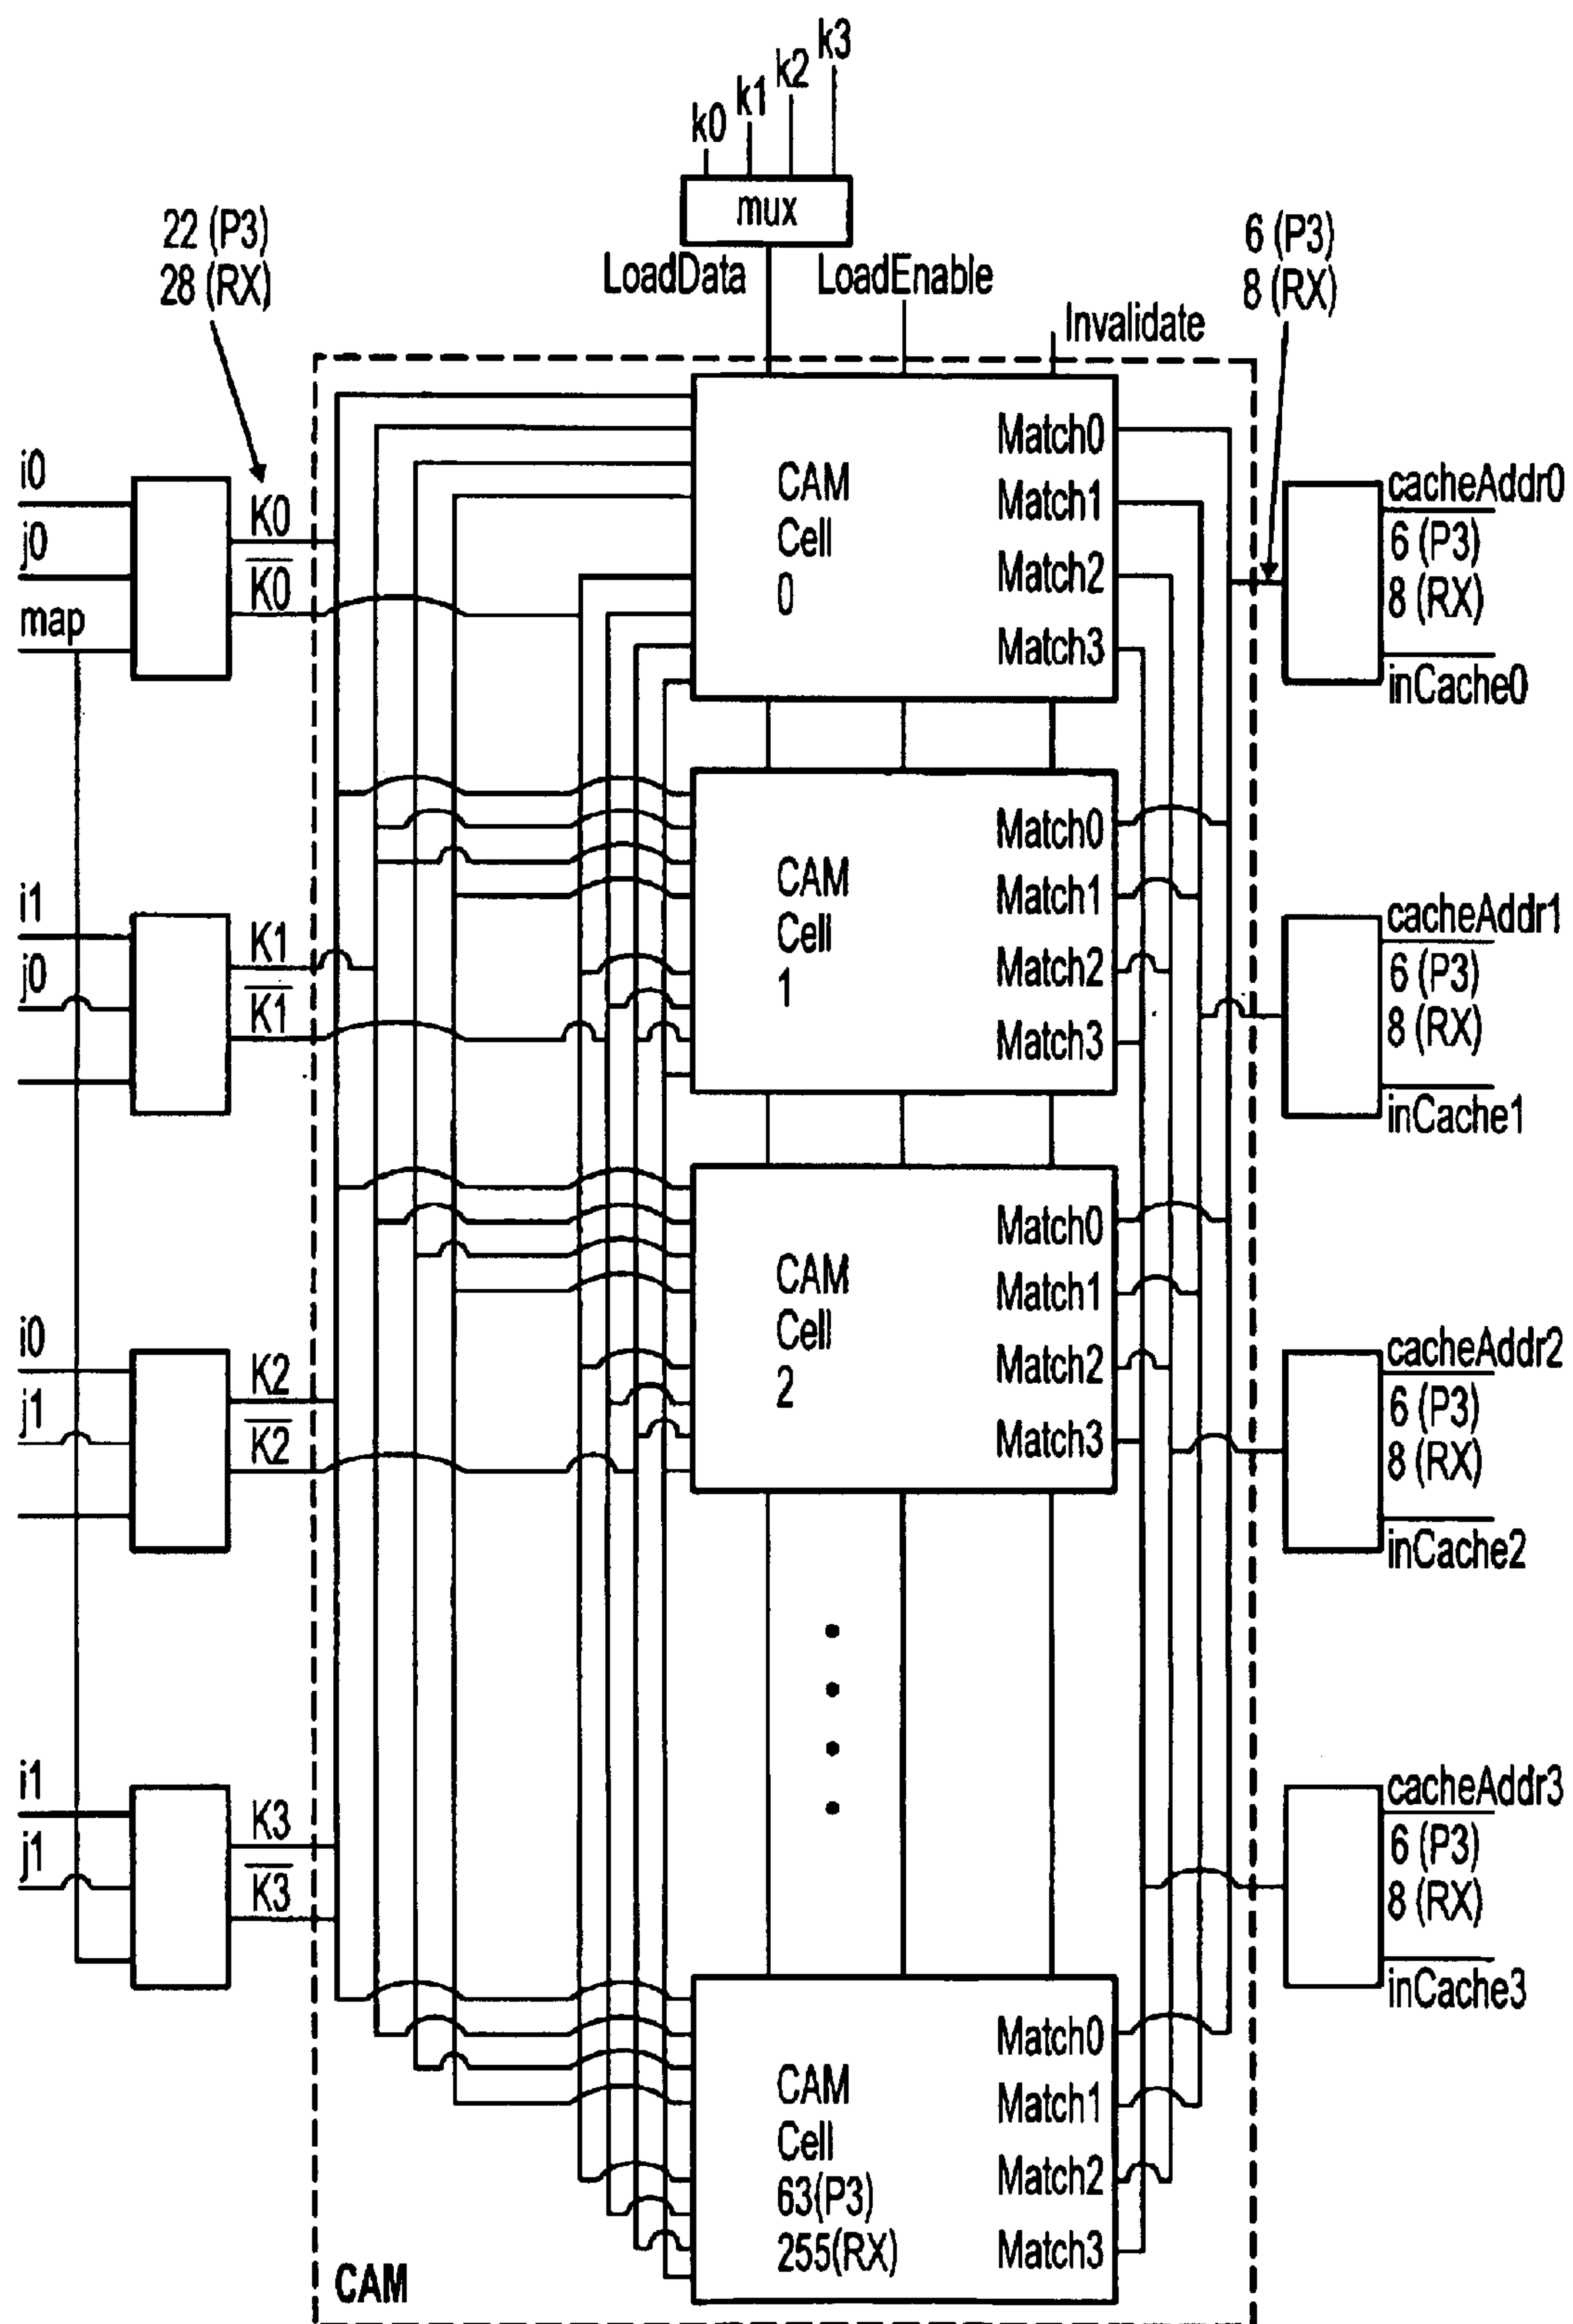 k0 k1 k2 k3
mux
22 (P3)
28 (RX)
6 (P3)
8 (RX)
LoadData LoadEnable
Invalidate
i0
j0
map
K0
K0
CAM
Cell
0
Match0
Match1
Match2
Match3
cacheAddr0
6 (P3)
8 (RX)
inCache0
i1
j0
K1
K1
CAM
Cell
1
Match0
Match1
Match2
Match3
cacheAddr1
6 (P3)
8 (RX)
inCache1
i0
j1
K2
K2
CAM
Cell
2
Match0
Match1
Match2
Match3
cacheAddr2
6 (P3)
8 (RX)
inCache2
i1
j1
K3
K3
cacheAddr3
6 (P3)
8 (RX)
inCache3
CAM
Cell
63(P3)
255(RX)
Match0
Match1
Match2
Match3
CAM